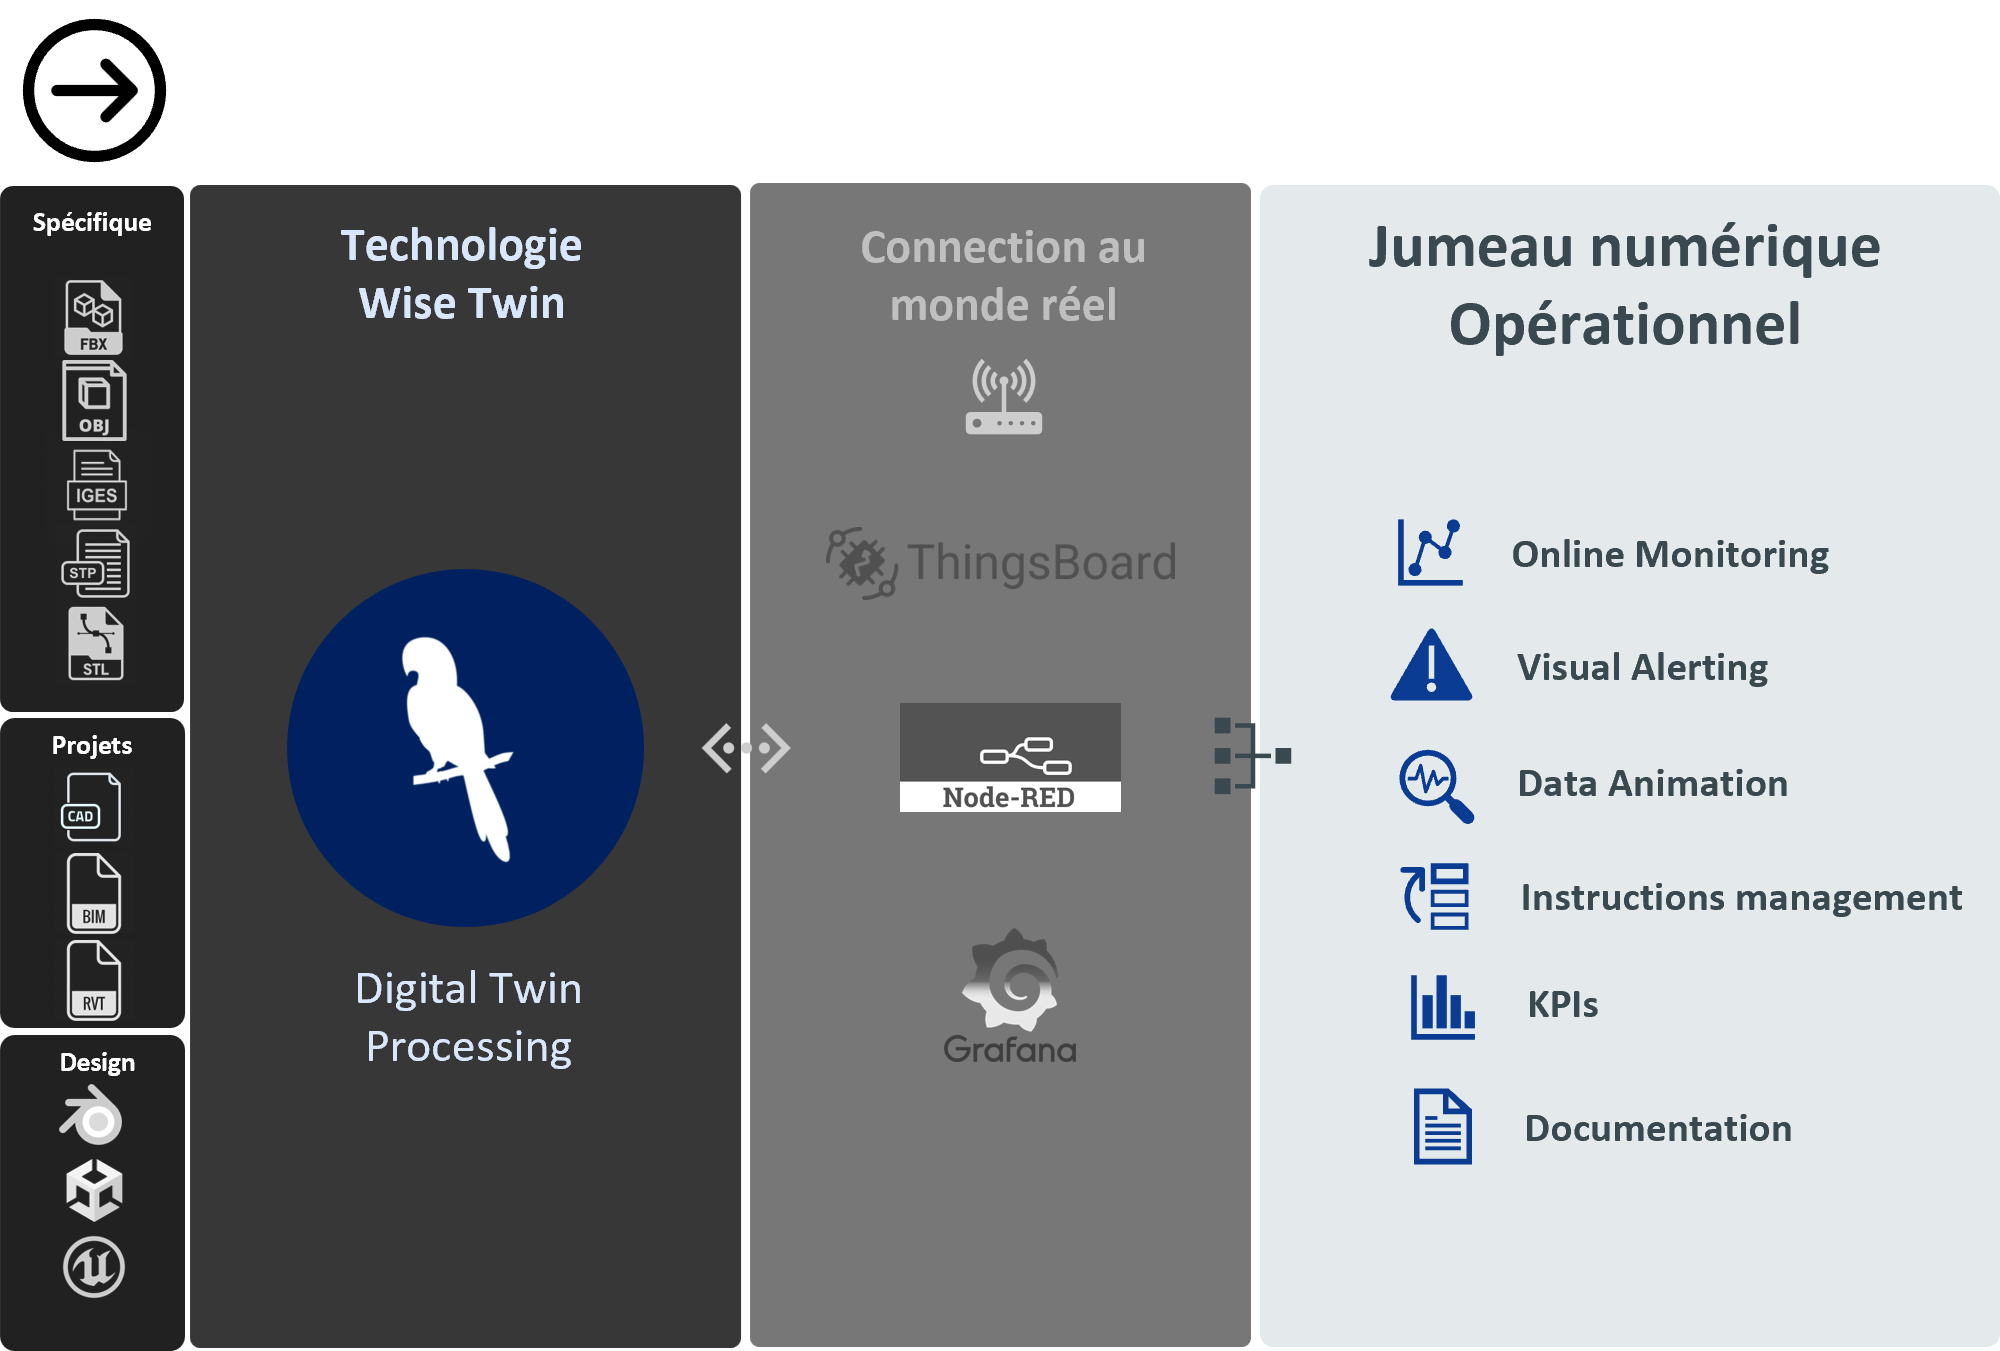 Spécifique
FBX
OBJ
IGES
STP
STL
Projets
CAD
BIM
RVT
Design
Technologie
Wise Twin
Digital Twin
Processing
Connection au
monde réel
ThingsBoard
Node-RED
Grafana
Jumeau numérique
Opérationnel
Online Monitoring
Visual Alerting
Data Animation
Instructions management
KPIs
Documentation